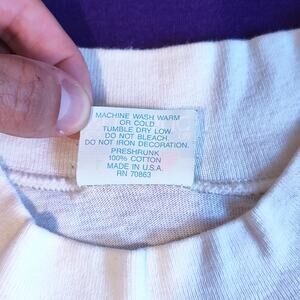 MACHINE WASH WARM
OR COLD
TUMBLE DRY LOW
DO NOT BLEACH
DO NOT IRON DECORATION.
PRESHRUNK
100% COTTON
MADE IN U.S.A.
RN 70863